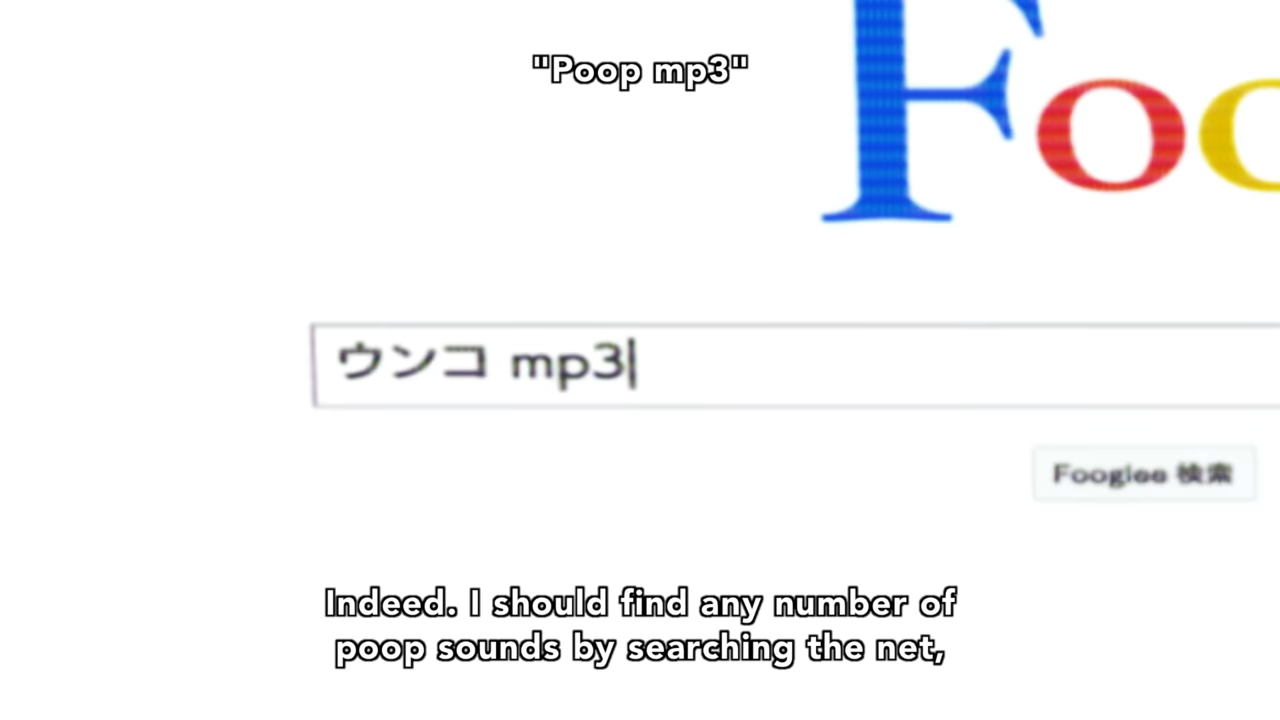 "Poop mp3"
Foo
ウンコ mp3
Fooglee 検索
Indeed. I should find any number of
poop sounds by searching the net,